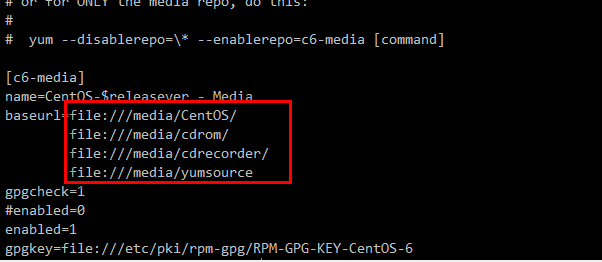 # or for ONLY the media repo, do this:
#
#  yum --disablerepo=\* --enablerepo=c6-media [command]
[c6-media]
name=CentOS-$releasever - Media
baseurl=file:///media/CentOS/
file:///media/cdrom/
file:///media/cdrecorder/
file:///media/yumsource
gpgcheck=1
#enabled=0
enabled=1
gpgkey=file:///etc/pki/rpm-gpg/RPM-GPG-KEY-CentOS-6